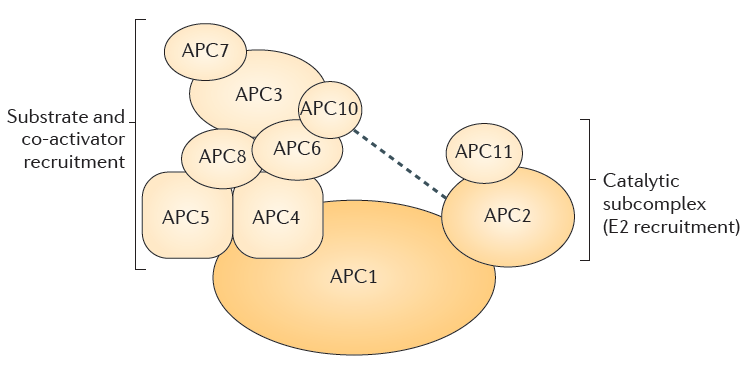 APC7
APC3
APC10
Substrate and
co-activator
recruitment
APC8
APC6
APC11
APC5
APC4
APC2
Catalytic
subcomplex
(E2 recruitment)
APC1